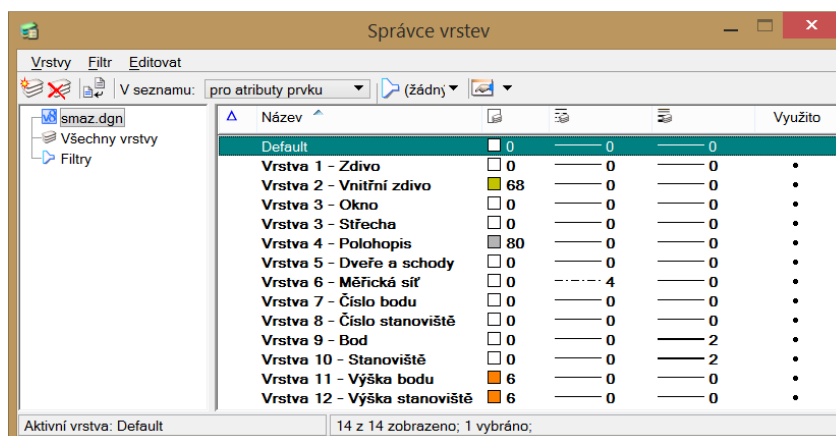 Správce vrstev
Vrstvy Filtr Editovat
V seznamu: pro atributy prvku (žádný
smaz.dgn
Všechny vrstvy
Filtry
Název Využito
Default 0 0 0
Vrstva 1 - Zdivo 0 0 0
Vrstva 2 - Vnitřní zdivo 68 0 0
Vrstva 3 - Okno 0 0 0
Vrstva 3 - Střecha 0 0 0
Vrstva 4 - Polohopis 80 0 0
Vrstva 5 - Dveře a schody 0 0 0
Vrstva 6 - Měřická síť 0 4 0
Vrstva 7 - Číslo bodu 0 0 0
Vrstva 8 - Číslo stanoviště 0 0 0
Vrstva 9 - Bod 0 0 2
Vrstva 10 - Stanoviště 0 0 2
Vrstva 11 - Výška bodu 6 0 0
Vrstva 12 - Výška stanoviště 6 0 0
Aktivní vrstva: Default 14 z 14 zobrazeno; 1 vybráno;